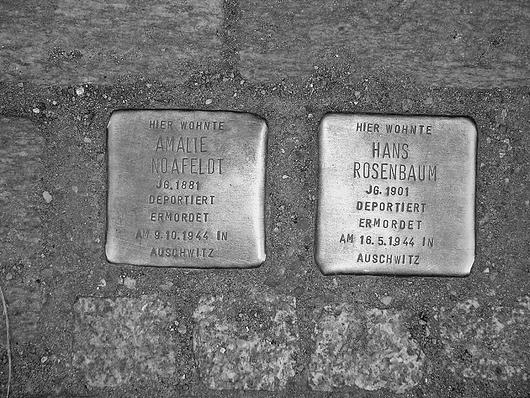 HIER WOHNTE
AMALIE
NOAFELDT
JG. 1881
DEPORTIERT
ERMORDET
AM 9.10.1944 IN
AUSCHWITZ
HIER WOHNTE
HANS
ROSENBAUM
JG. 1901
DEPORTIERT
ERMORDET
AM 16.5.1944 IN
AUSCHWITZ